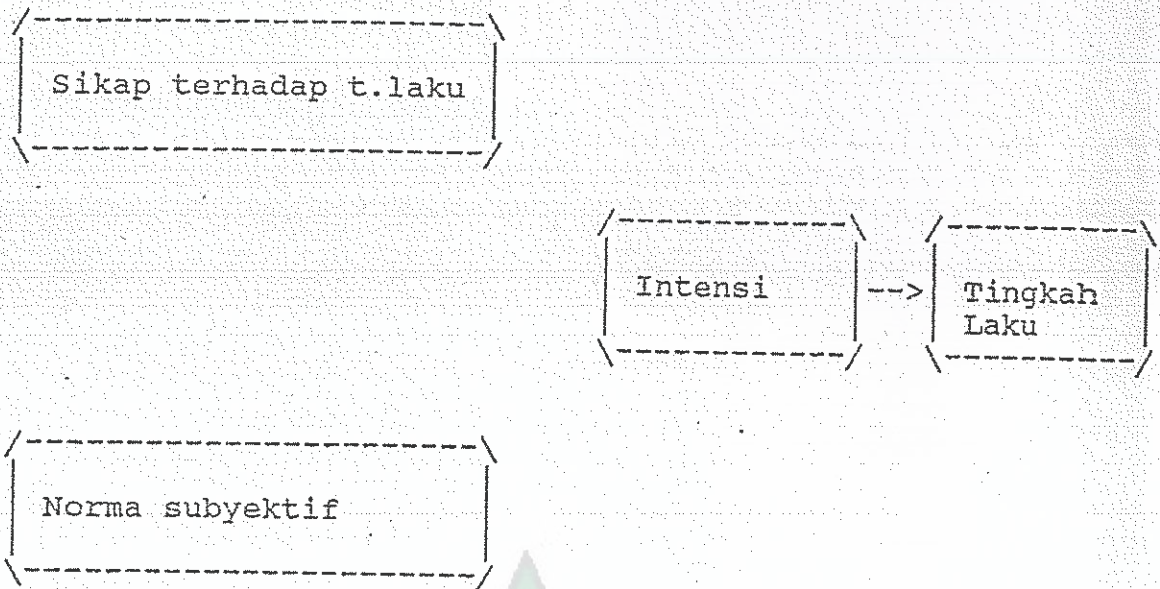 Sikap terhadap t.laku
Intensi --> Tingkah
Laku
Norma subyektif